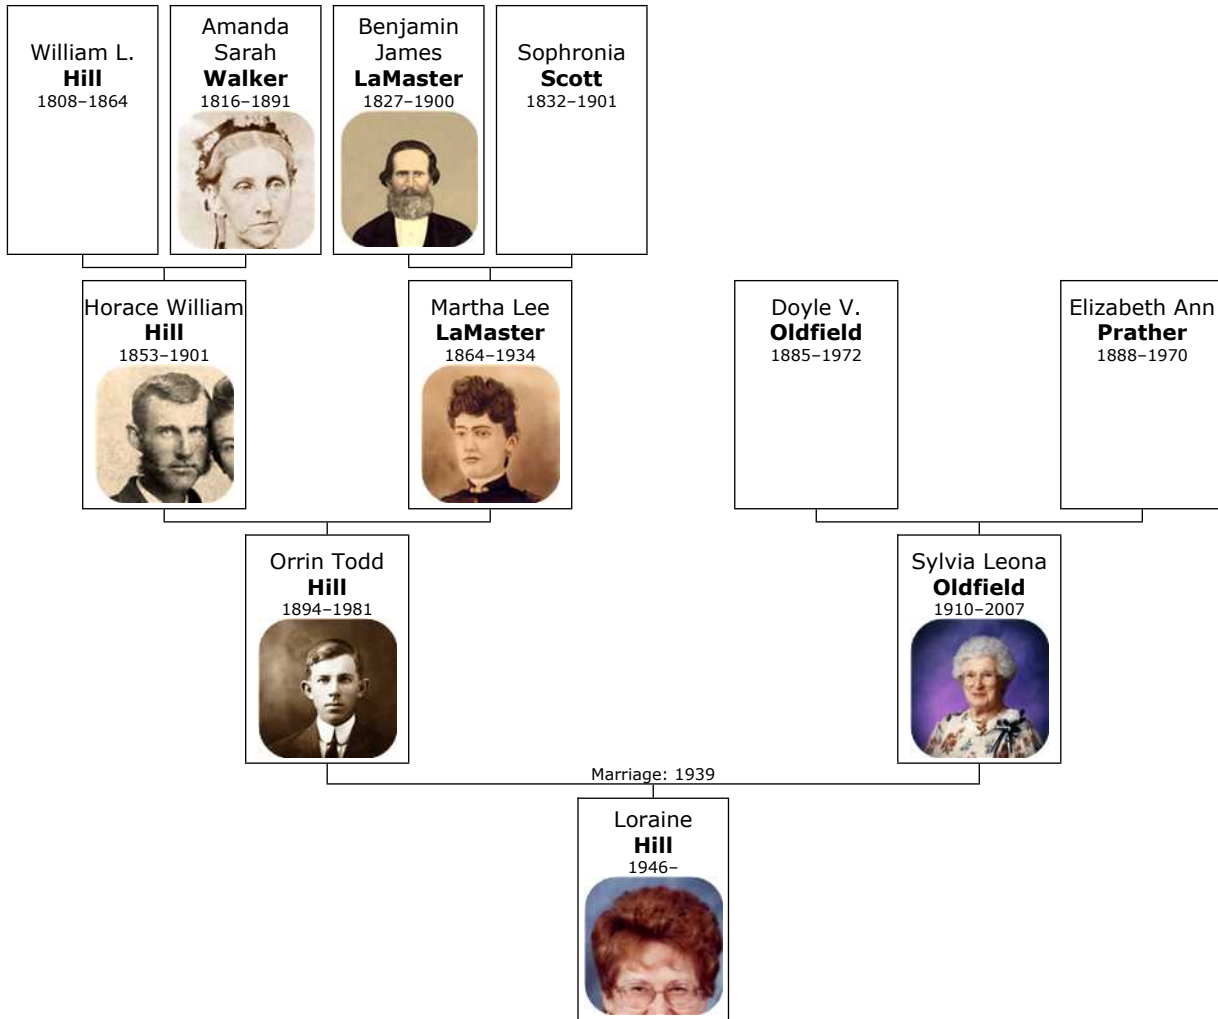 William L.
Hill
1808–1864
Amanda
Sarah
Walker
1816–1891
Benjamin
James
LaMaster
1827–1900
Sophronia
Scott
1832–1901
Horace William
Hill
1853–1901
Martha Lee
LaMaster
1864–1934
Doyle V.
Oldfield
1885–1972
Elizabeth Ann
Prather
1888–1970
Orrin Todd
Hill
1894–1981
Sylvia Leona
Oldfield
1910–2007
Marriage: 1939
Loraine
Hill
1946–